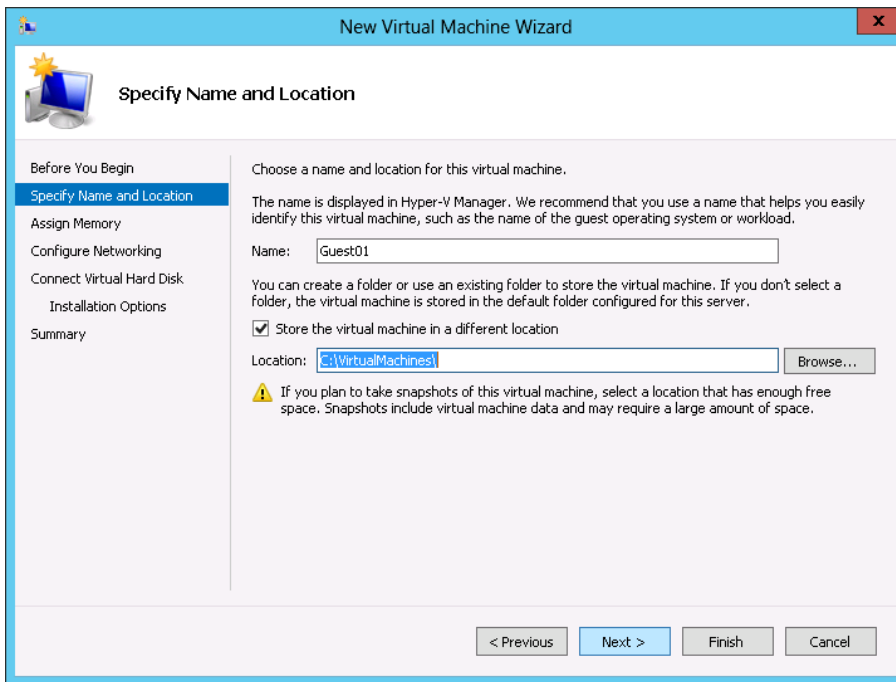 New Virtual Machine Wizard
x
Specify Name and Location
Before You Begin
Specify Name and Location
Assign Memory
Configure Networking
Connect Virtual Hard Disk
Installation Options
Summary
Choose a name and location for this virtual machine.
The name is displayed in Hyper-V Manager. We recommend that you use a name that helps you easily
identify this virtual machine, such as the name of the guest operating system or workload.
Name: Guest01
You can create a folder or use an existing folder to store the virtual machine. If you don't select a
folder, the virtual machine is stored in the default folder configured for this server.
Store the virtual machine in a different location
Location: C:\VirtualMachines\ Browse...
If you plan to take snapshots of this virtual machine, select a location that has enough free
space. Snapshots include virtual machine data and may require a large amount of space.
< Previous Next > Finish Cancel